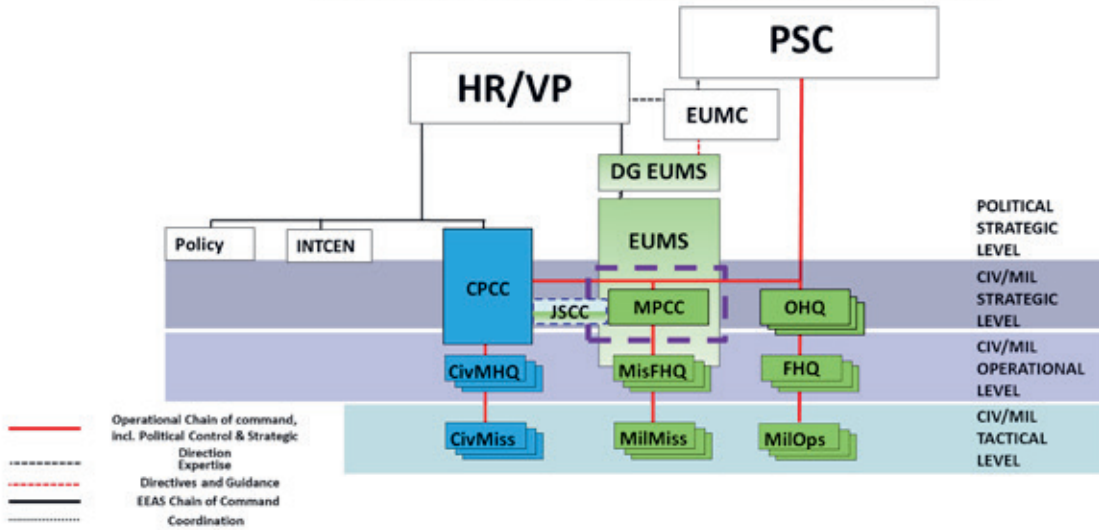 PSC
HR/VP
EUMC
DG EUMS
POLITICAL
STRATEGIC
LEVEL
Policy
INTCEN
EUMS
CPCC
JSCC
MPCC
OHQ
CIV/MIL
STRATEGIC
LEVEL
CivMHQ
MisFHQ
FHQ
CIV/MIL
OPERATIONAL
LEVEL
CivMiss
MilMiss
MilOps
CIV/MIL
TACTICAL
LEVEL
Operational Chain of command,
incl. Political Control & Strategic
Direction
Expertise
Directives and Guidance
EEAS Chain of Command
Coordination